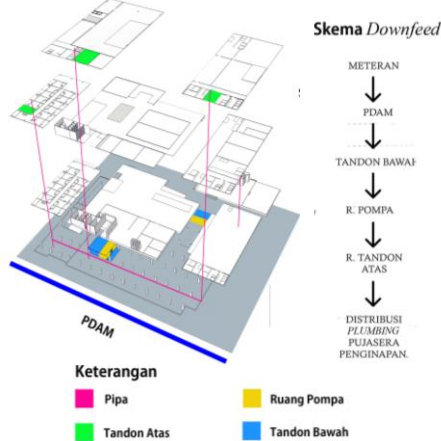 Skema Downfeed
METERAN
PDAM
TANDON BAWAH
R. POMPA
R. TANDON
ATAS
DISTRIBUSI
PLUMBING
PUJASERA
PENGINAPAN.
PDAM
Keterangan
Pipa
Ruang Pompa
Tandon Atas
Tandon Bawah